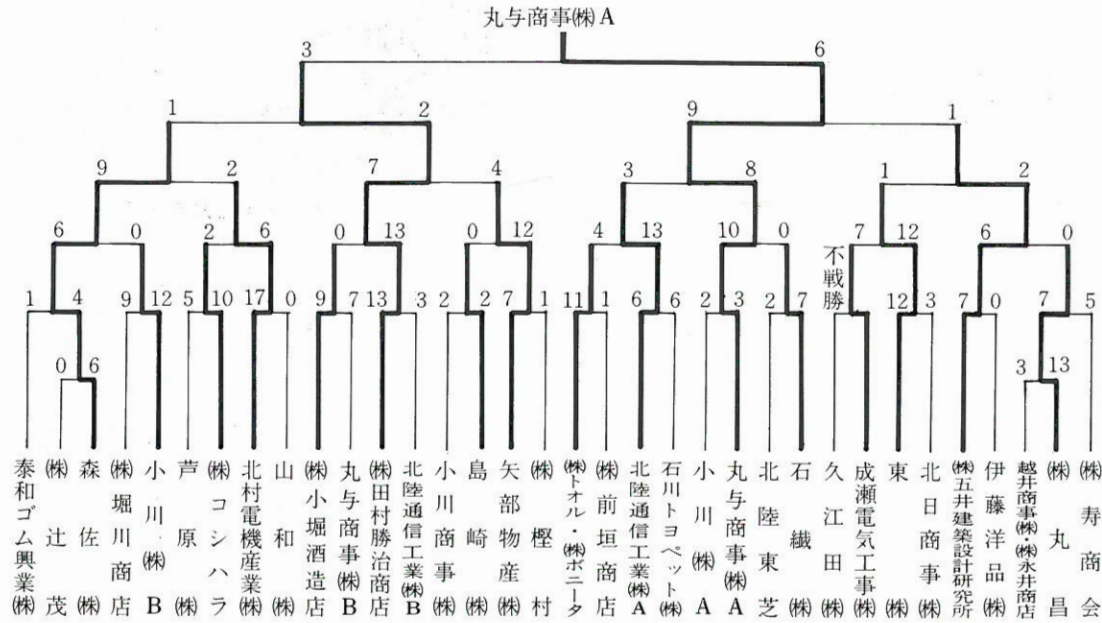 丸与商事㈱A
3 6
1 2 9 1
9 2 7 4 3 8 1 2
6 0 2 6 0 13 0 12 4 13 10 0 7 12 6 0
不戦勝
1 4 9 12 5 10 17 0 9 7 13 3 2 2 7 1 11 1 6 6 2 3 2 7 12 3 7 0 7 5
0 6 3 13
泰和ゴム興業㈱
㈱辻茂
森佐㈱
㈱堀川商店
小川㈱B
芦原㈱
㈱コシハラ
北村電機産業㈱
山和㈱
㈱小堀酒造店
丸与商事㈱B
㈱田村勝治商店
北陸通信工業㈱B
小川商事㈱
島崎㈱
矢部物産㈱
㈱樫村
㈱トオル・㈱ボニータ
㈱前垣商店
北陸通信工業㈱A
石川トヨペット㈱
小川㈱A
丸与商事㈱A
北陸東芝
石繊㈱
久江田㈱
成瀬電気工事㈱
東㈱
北日商事㈱
㈱五井建築設計研究所
伊藤洋品㈱
越井商事㈱・㈱永井商店
㈱丸昌
㈱寿商会